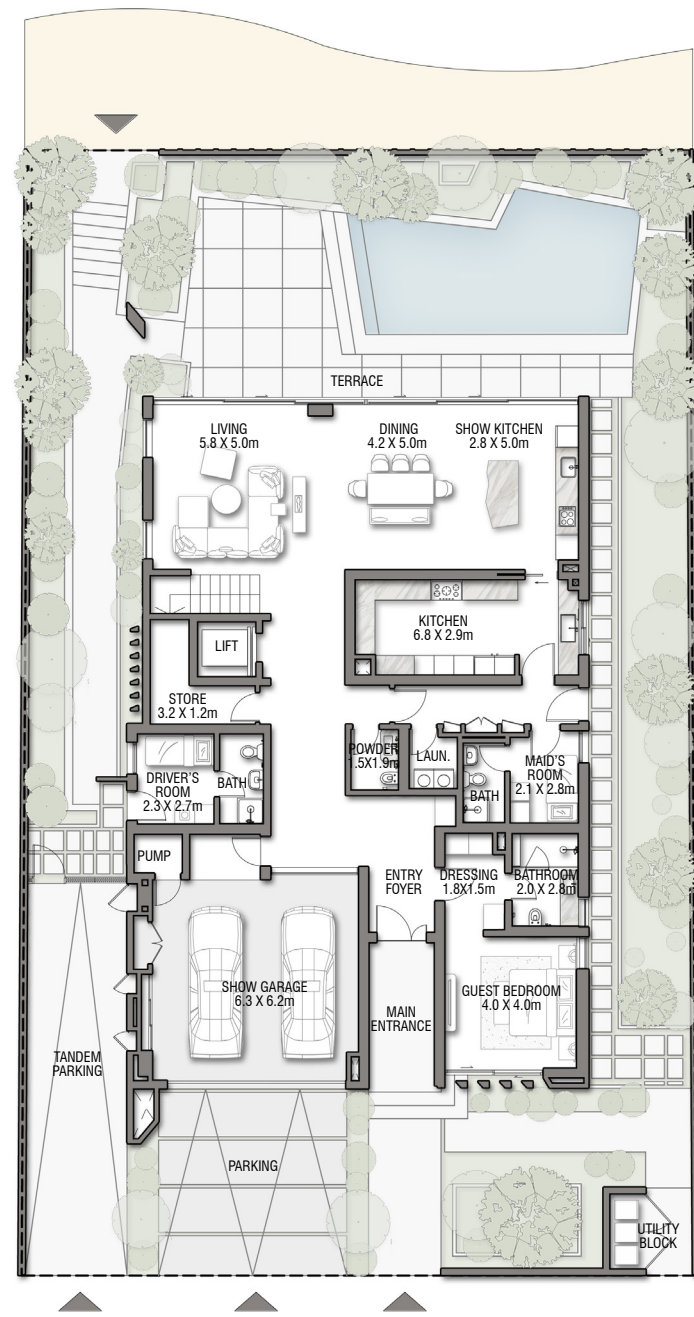 TERRACE
LIVING
5.8 X 5.0m
DINING
4.2 X 5.0m
SHOW KITCHEN
2.8 X 5.0m
KITCHEN
6.8 X 2.9m
LIFT
STORE
3.2 X 1.2m
POWDER
1.5X1.9m
LAUN.
MAID'S
ROOM
2.1 X 2.8m
BATH
DRIVER'S
ROOM
2.3 X 2.7m
BATH
PUMP
ENTRY
FOYER
DRESSING
1.8X1.5m
BATHROOM
2.0 X 2.8m
SHOW GARAGE
6.3 X 6.2m
GUEST BEDROOM
4.0 X 4.0m
MAIN
ENTRANCE
TANDEM
PARKING
PARKING
UTILITY
BLOCK